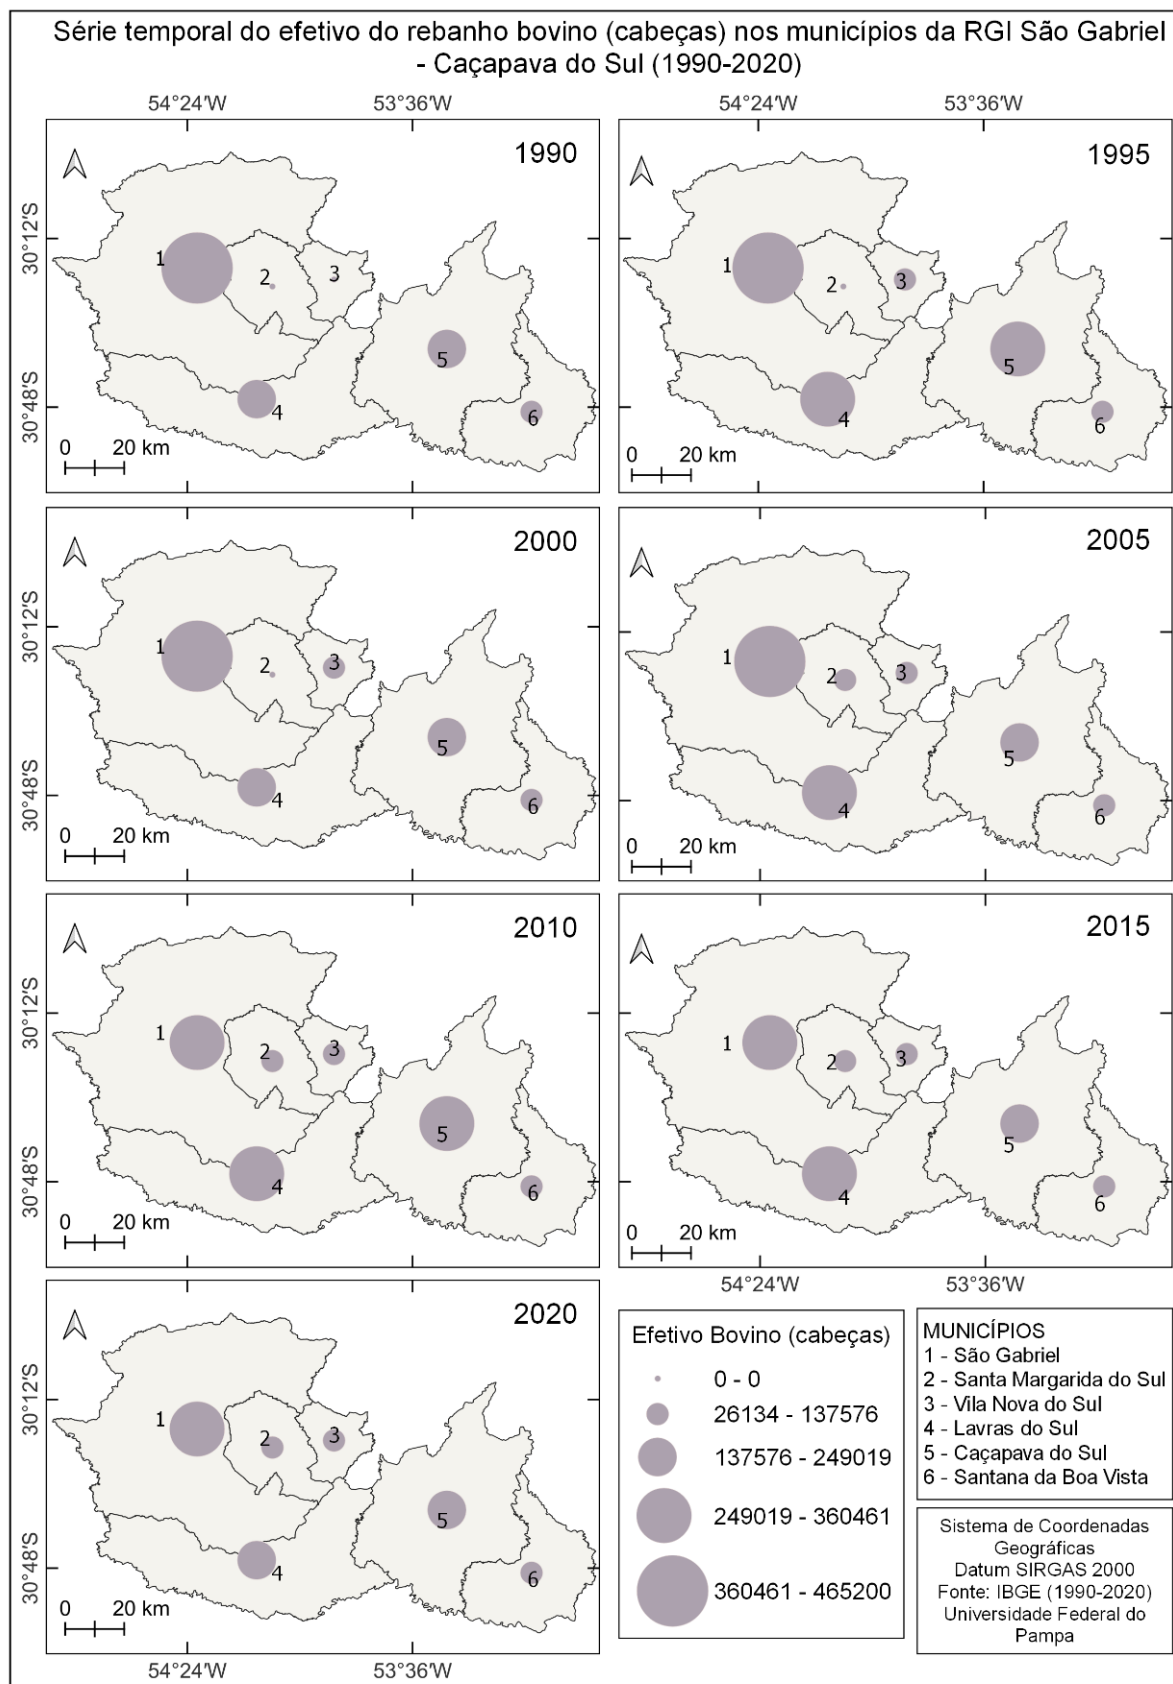 Série temporal do efetivo do rebanho bovino (cabeças) nos municípios da RGI São Gabriel
- Caçapava do Sul (1990-2020)
54°24'W 53°36'W 54°24'W 53°36'W
1990
30°12'S
30°48'S
1
2
3
4
5
6
0 20 km
1995
1
2
3
4
5
6
0 20 km
2000
30°12'S
30°48'S
1
2
3
4
5
6
0 20 km
2005
1
2
3
4
5
6
0 20 km
2010
30°12'S
30°48'S
1
2
3
4
5
6
0 20 km
2015
1
2
3
4
5
6
0 20 km
54°24'W 53°36'W
2020
30°12'S
30°48'S
1
2
3
4
5
6
0 20 km
54°24'W 53°36'W
Efetivo Bovino (cabeças)
0 - 0
26134 - 137576
137576 - 249019
249019 - 360461
360461 - 465200
MUNICÍPIOS
1 - São Gabriel
2 - Santa Margarida do Sul
3 - Vila Nova do Sul
4 - Lavras do Sul
5 - Caçapava do Sul
6 - Santana da Boa Vista
Sistema de Coordenadas
Geográficas
Datum SIRGAS 2000
Fonte: IBGE (1990-2020)
Universidade Federal do
Pampa